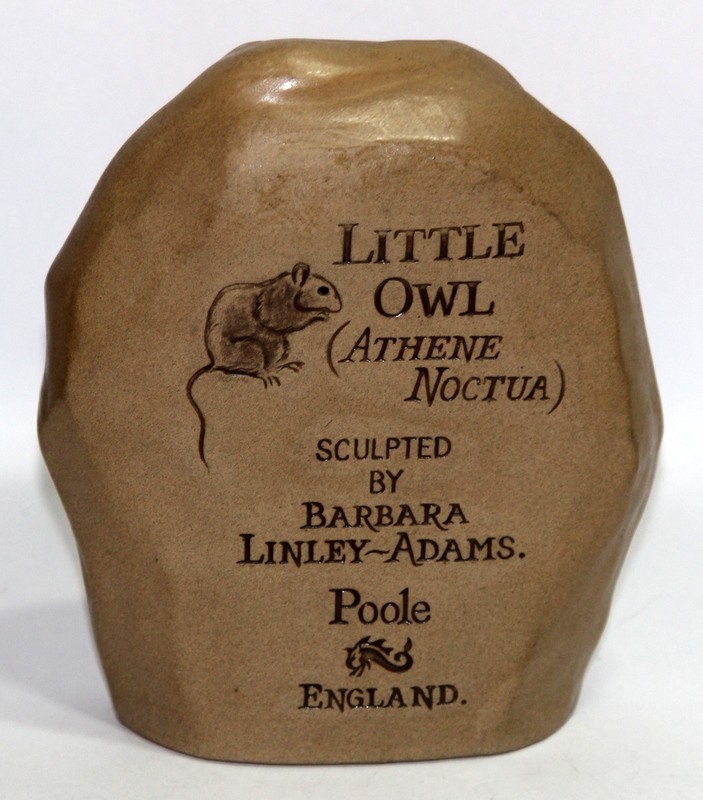 LITTLE
OWL
(ATHENE
NOCTUA)
SCULPTED
BY
BARBARA
LINLEY~ADAMS.
Poole
ENGLAND.